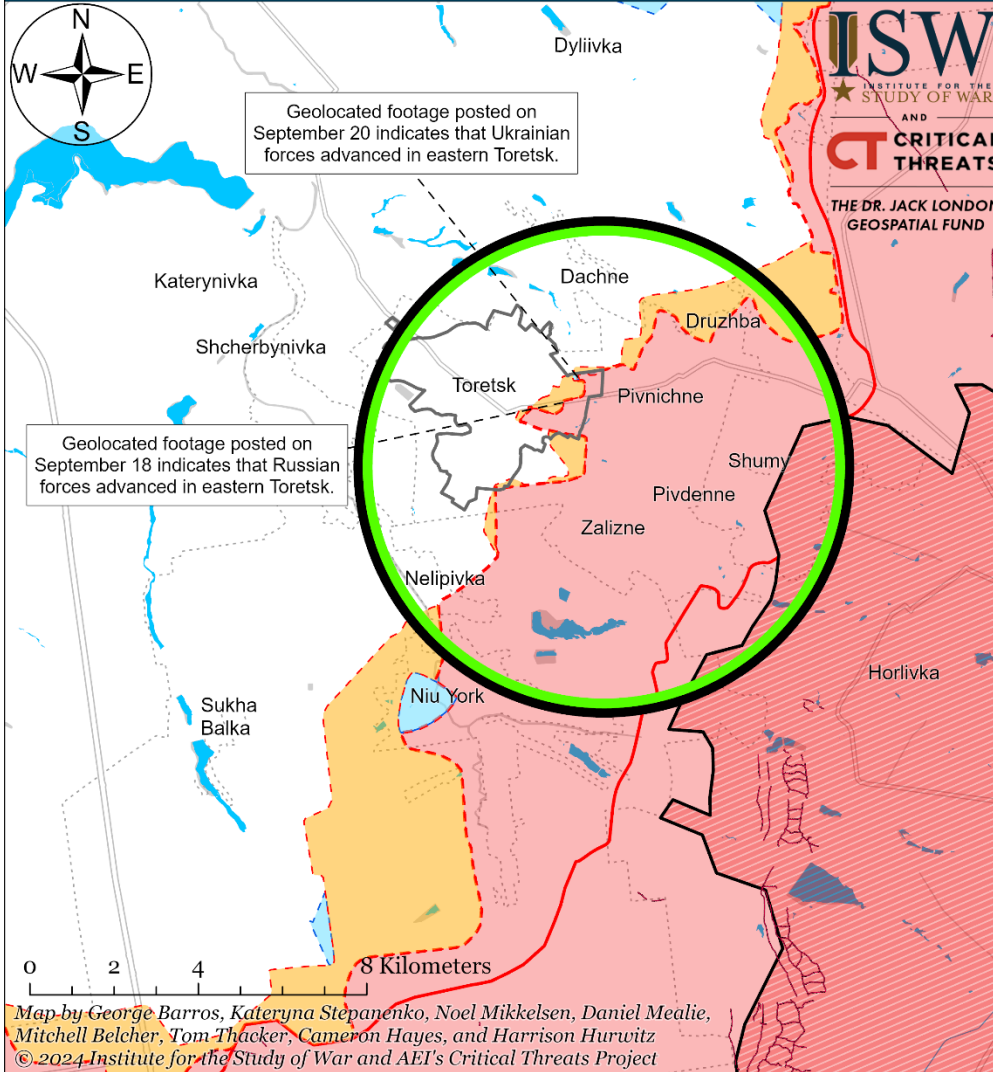 N
W
E
S
Dyliivka
ISW
INSTITUTE FOR THE
STUDY OF WAR
AND
CT CRITICAL
THREATS
THE DR. JACK LONDON
GEOSPATIAL FUND
Geolocated footage posted on
September 20 indicates that Ukrainian
forces advanced in eastern Toretsk.
Katerynivka
Dachne
Shcherbynivka
Druzhba
Toretsk
Pivnichne
Geolocated footage posted on
September 18 indicates that Russian
forces advanced in eastern Toretsk.
Shumy
Pivdenne
Zalizne
Nelipivka
Horlivka
Niu York
Sukha
Balka
0 2 4 8 Kilometers
Map by George Barros, Kateryna Stepanenko, Noel Mikkelsen, Daniel Mealie,
Mitchell Belcher, Tom Thacker, Cameron Hayes, and Harrison Hurwitz
© 2024 Institute for the Study of War and AEI's Critical Threats Project